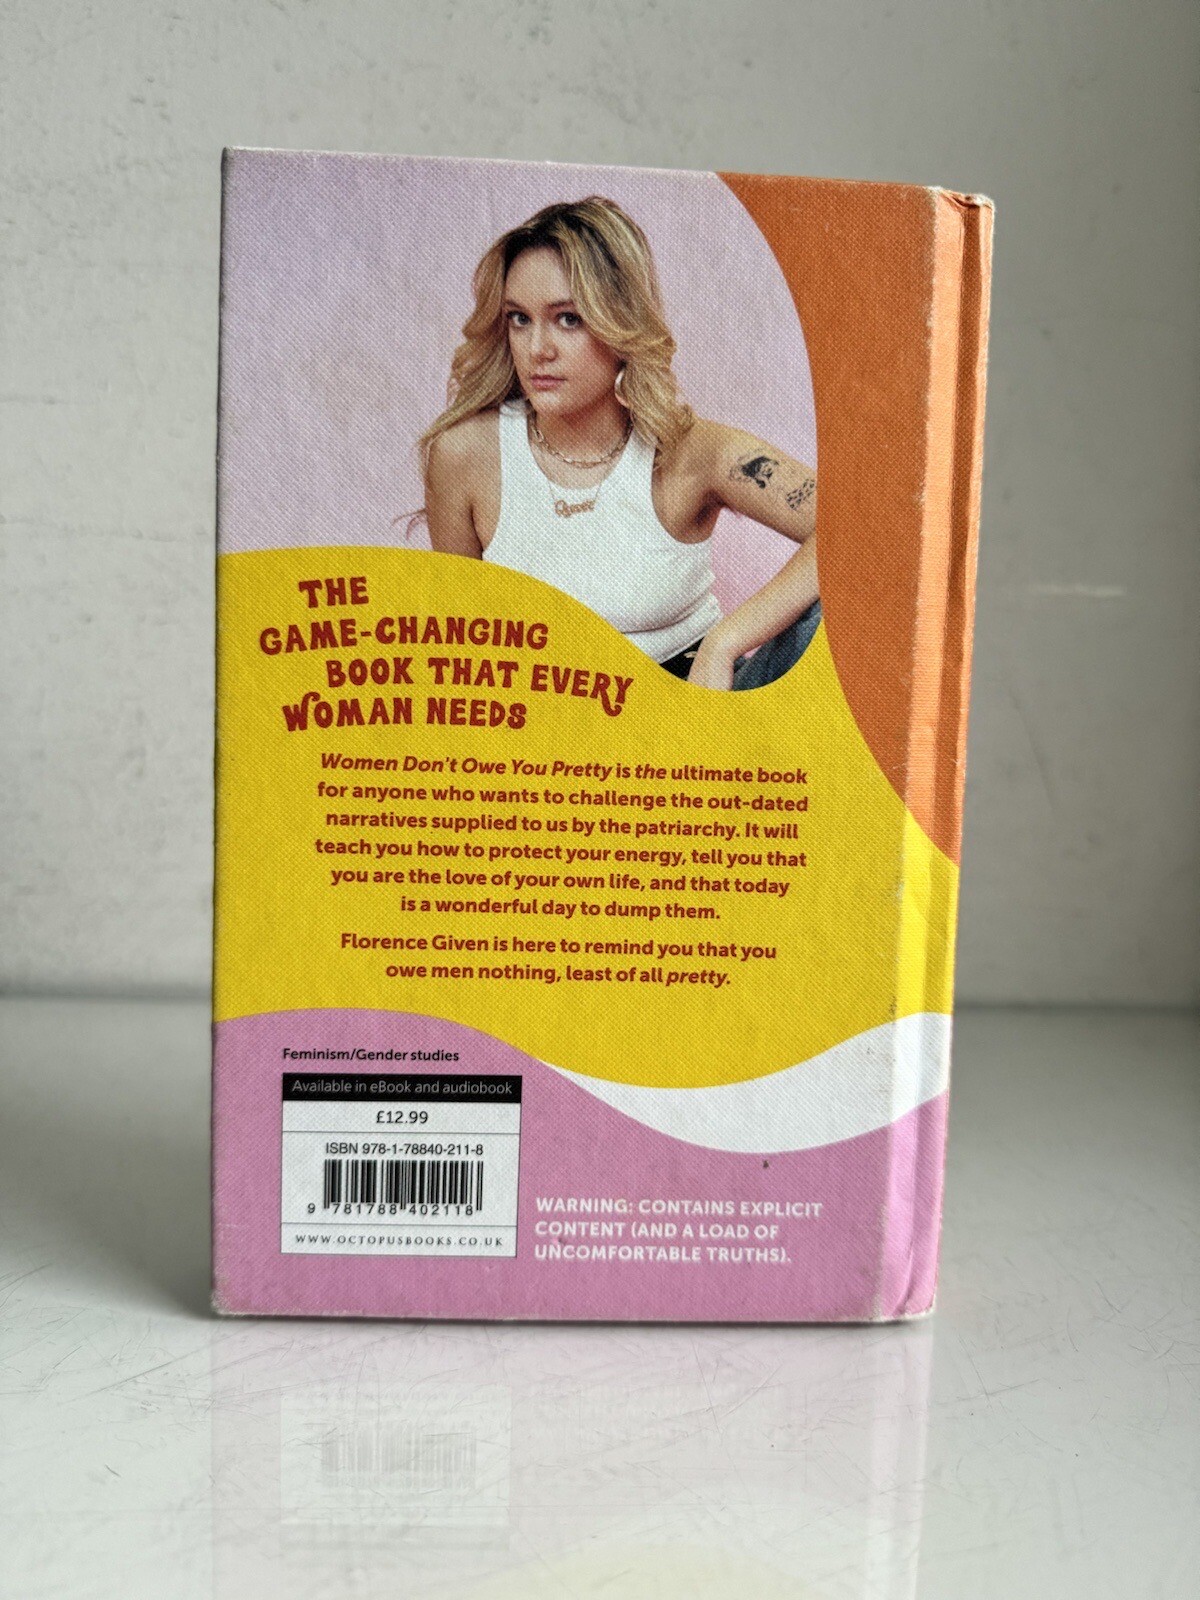 Queer
THE
GAME-CHANGING
BOOK THAT EVERY
WOMAN NEEDS
Women Don't Owe You Pretty is the ultimate book
for anyone who wants to challenge the out-dated
narratives supplied to us by the patriarchy. It will
teach you how to protect your energy, tell you that
you are the love of your own life, and that today
is a wonderful day to dump them.
Florence Given is here to remind you that you
owe men nothing, least of all pretty.
Feminism/Gender studies
Available in eBook and audiobook
£12.99
ISBN 978-1-78840-211-8
9 781788 402118
WWW.OCTOPUSBOOKS.CO.UK
WARNING: CONTAINS EXPLICIT
CONTENT (AND A LOAD OF
UNCOMFORTABLE TRUTHS).